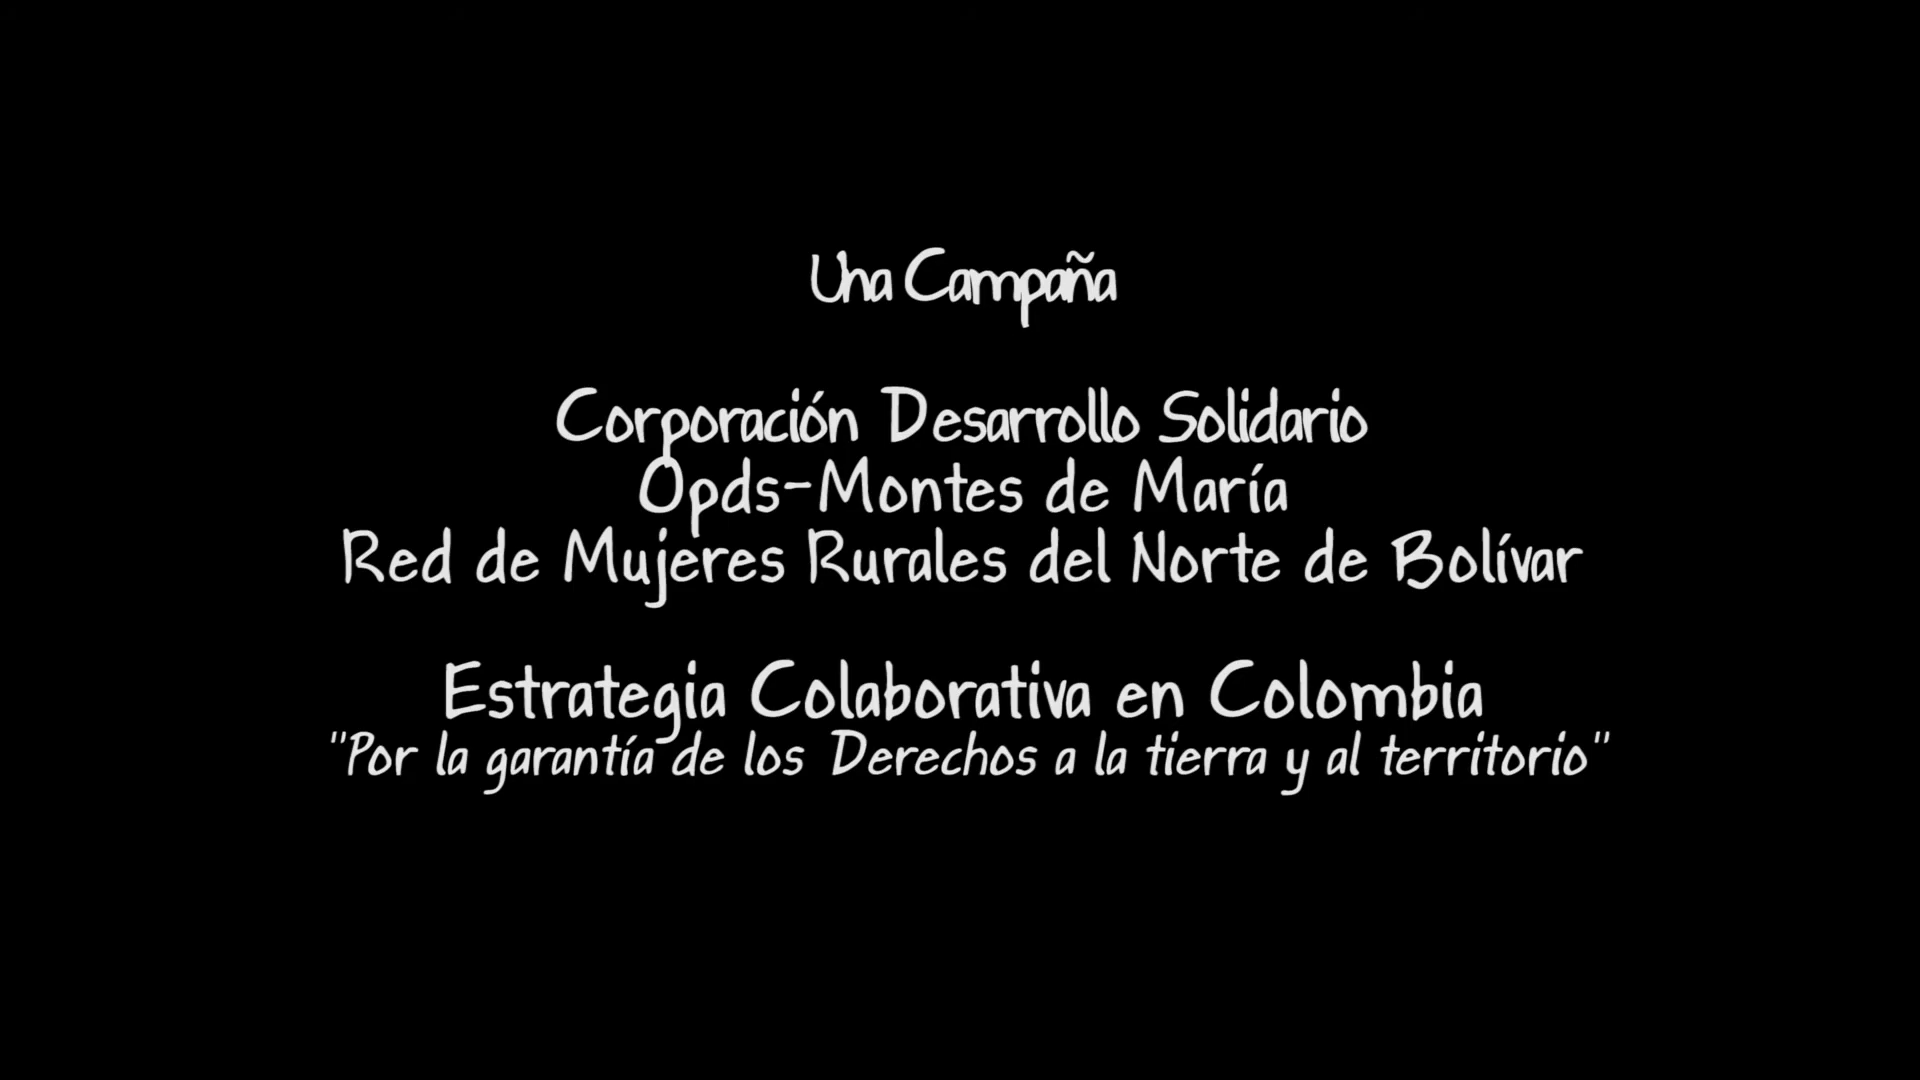 Una Campaña
Corporación Desarrollo Solidario
Opds-Montes de María
Red de Mujeres Rurales del Norte de Bolívar
Estrategia Colaborativa en Colombia
"Por la garantía de los Derechos a la tierra y al territorio"